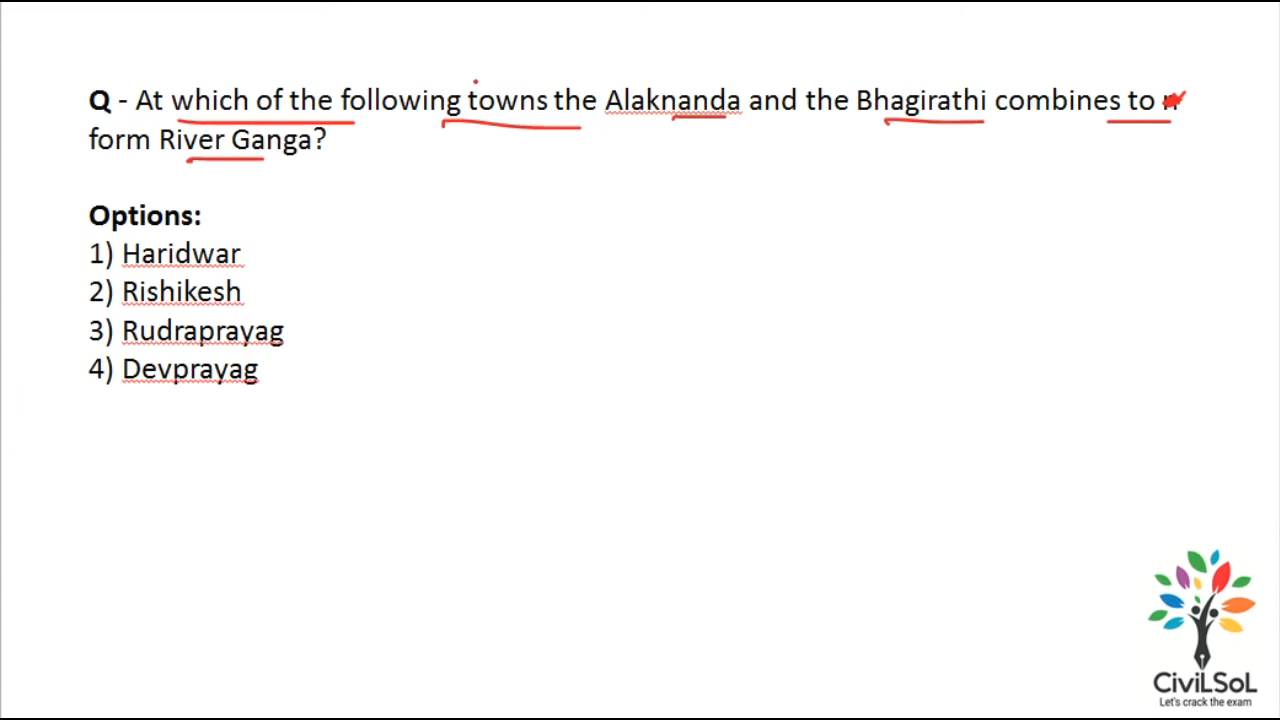 Q - At which of the following towns the Alaknanda and the Bhagirathi combines to
form River Ganga?
Options:
1) Haridwar
2) Rishikesh
3) Rudraprayag
4) Devprayag
CiviLSoL
Let's crack the exam